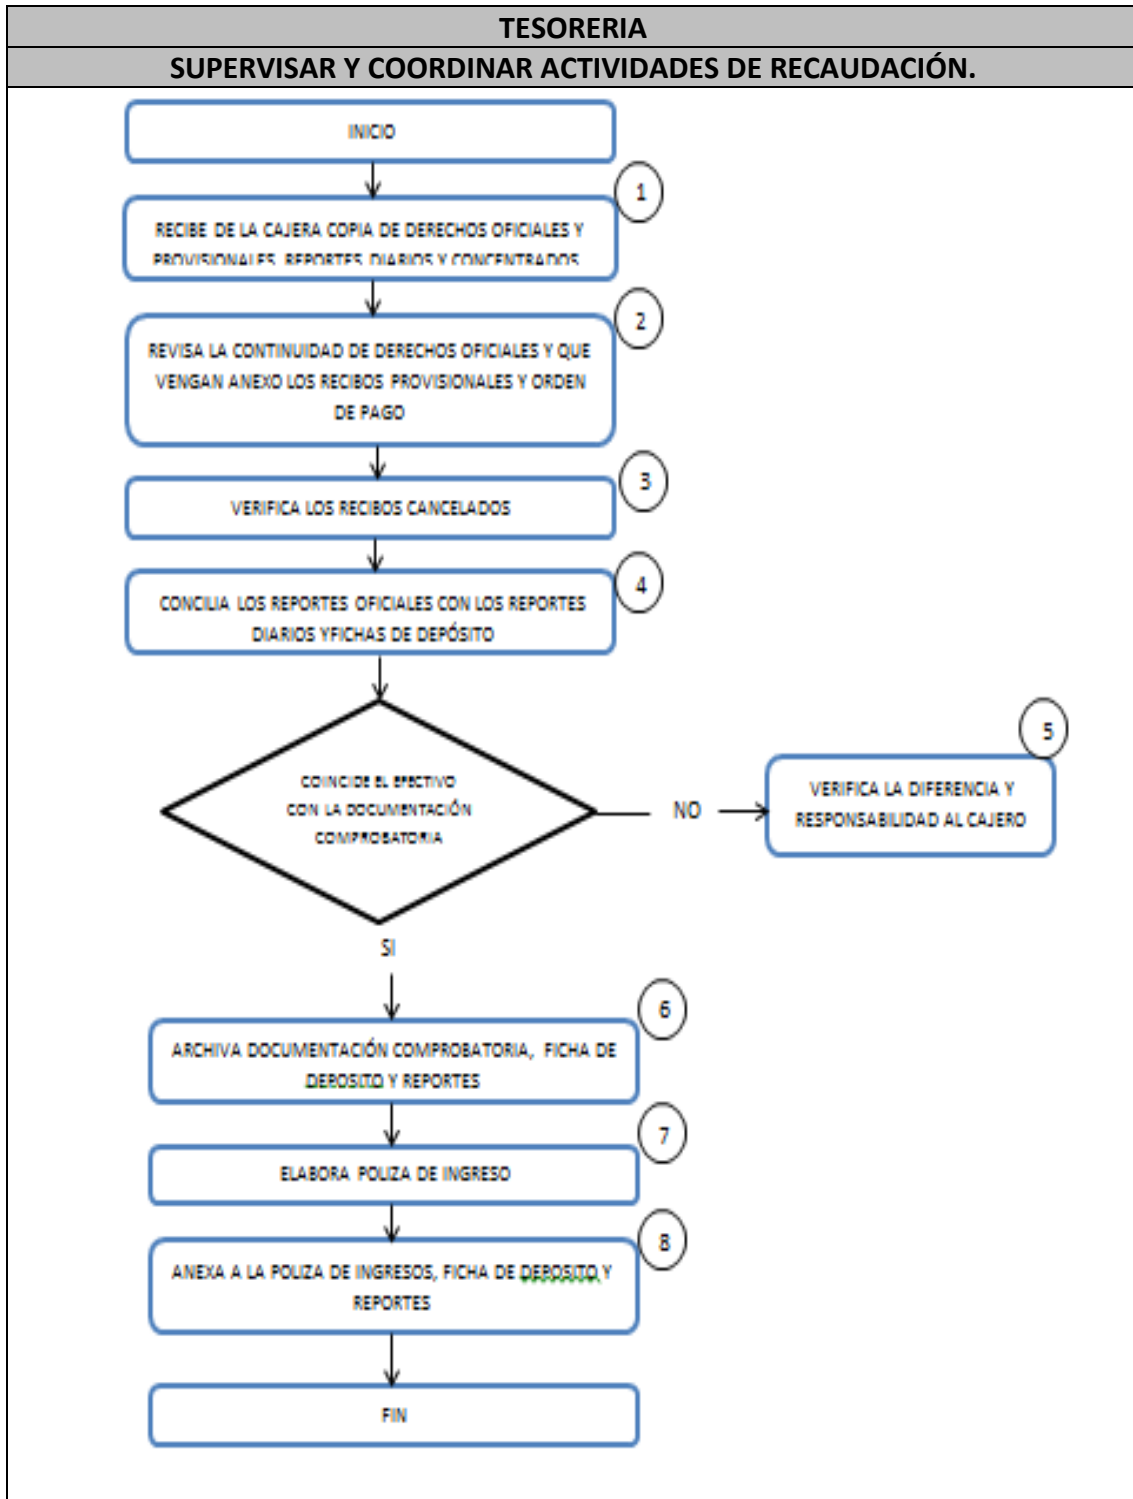 TESORERIA
SUPERVISAR Y COORDINAR ACTIVIDADES DE RECAUDACIÓN.
INICIO
1
RECIBE DE LA CAJERA COPIA DE DERECHOS OFICIALES Y
PROVISIONALES REPORTES DIARIOS Y CONCENTRADOS
2
REVISA LA CONTINUIDAD DE DERECHOS OFICIALES Y QUE
VENGAN ANEXO LOS RECIBOS PROVISIONALES Y ORDEN
DE PAGO
3
VERIFICA LOS RECIBOS CANCELADOS
4
CONCILIA LOS REPORTES OFICIALES CON LOS REPORTES
DIARIOS YFICHAS DE DEPÓSITO
COINCIDE EL EFECTIVO
CON LA DOCUMENTACIÓN
COMPROBATORIA
NO
5
VERIFICA LA DIFERENCIA Y
RESPONSABILIDAD AL CAJERO
SI
6
ARCHIVA DOCUMENTACIÓN COMPROBATORIA, FICHA DE
DEPOSITO Y REPORTES
7
ELABORA POLIZA DE INGRESO
8
ANEXA A LA POLIZA DE INGRESOS, FICHA DE DEPOSITO Y
REPORTES
FIN